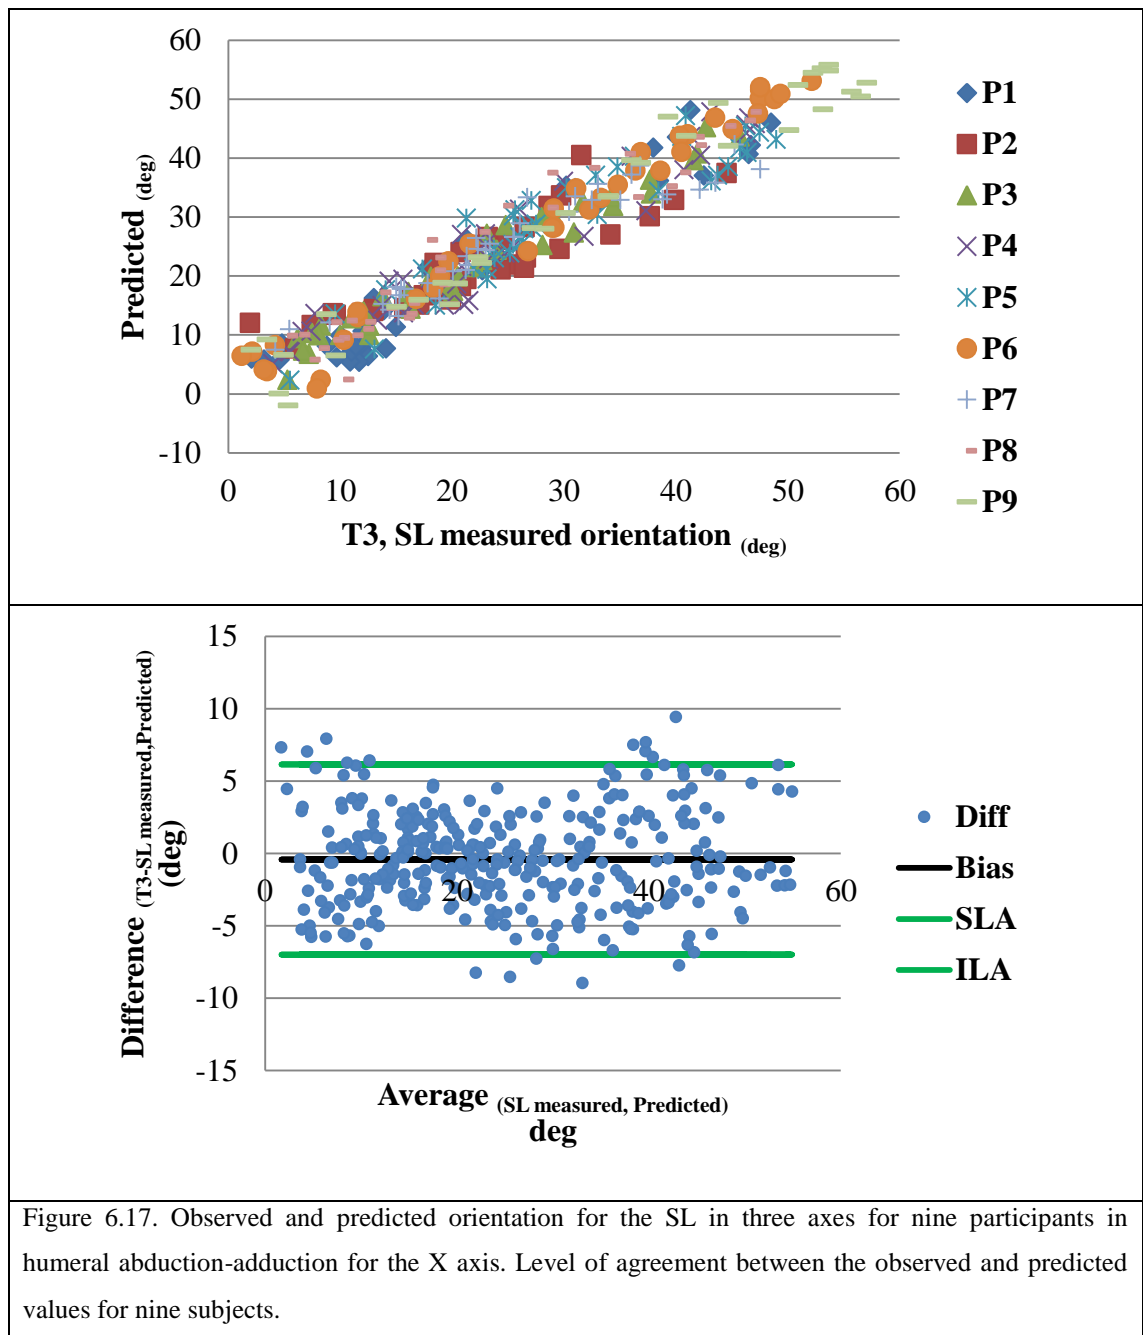 60
50
40
30
20
10
0
-10
0 10 20 30 40 50 60
Predicted (deg)
T3, SL measured orientation (deg)
P1
P2
P3
P4
P5
P6
P7
P8
P9
15
10
5
0
-5
-10
-15
0 20 40 60
Difference (T3-SL measured,Predicted)
(deg)
Average (SL measured, Predicted)
deg
Diff
Bias
SLA
ILA
Figure 6.17. Observed and predicted orientation for the SL in three axes for nine participants in
humeral abduction-adduction for the X axis. Level of agreement between the observed and predicted
values for nine subjects.